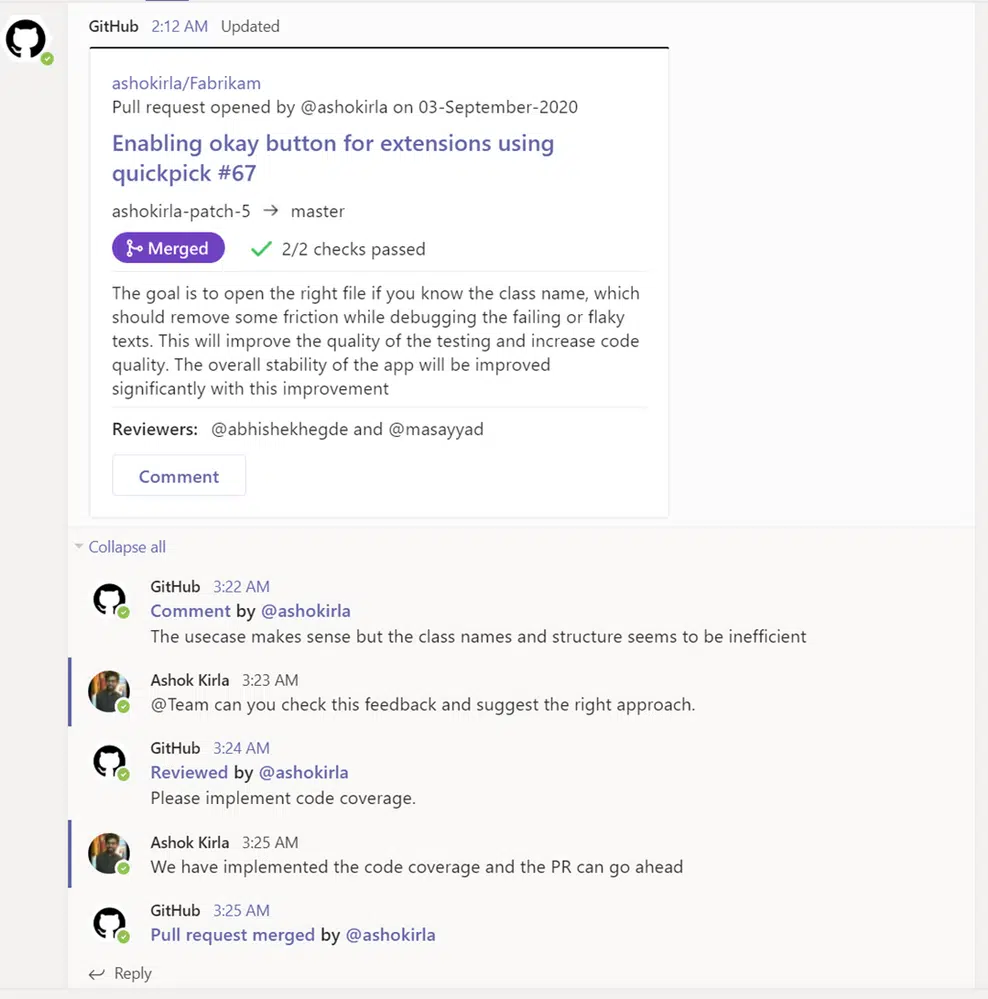 GitHub 2:12 AM Updated
ashokirla/Fabrikam
Pull request opened by @ashokirla on 03-September-2020
Enabling okay button for extensions using
quickpick #67
ashokirla-patch-5 → master
Merged 2/2 checks passed
The goal is to open the right file if you know the class name, which
should remove some friction while debugging the failing or flaky
texts. This will improve the quality of the testing and increase code
quality. The overall stability of the app will be improved
significantly with this improvement
Reviewers: @abhishekhegde and @masayyad
Comment
Collapse all
GitHub 3:22 AM
Comment by @ashokirla
The usecase makes sense but the class names and structure seems to be inefficient
Ashok Kirla 3:23 AM
@Team can you check this feedback and suggest the right approach.
GitHub 3:24 AM
Reviewed by @ashokirla
Please implement code coverage.
Ashok Kirla 3:25 AM
We have implemented the code coverage and the PR can go ahead
GitHub 3:25 AM
Pull request merged by @ashokirla
Reply